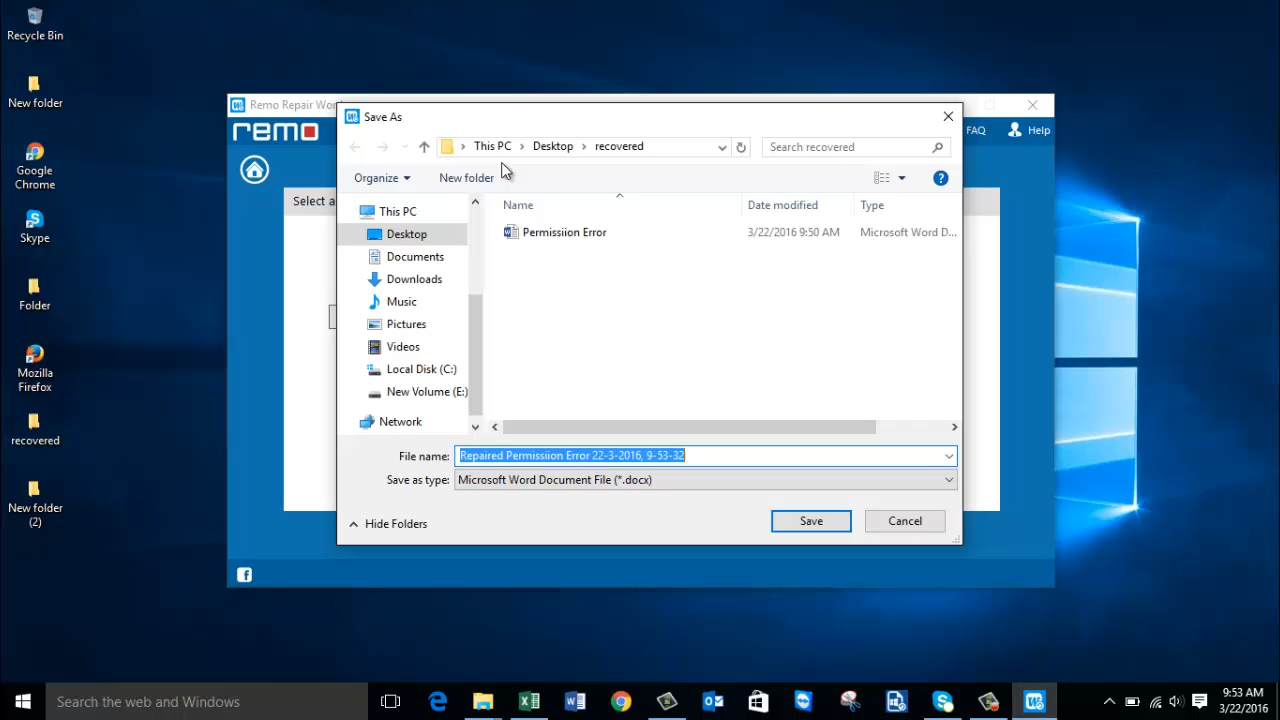 Recycle Bin
New folder
Google
Chrome
Skype
Folder
Mozilla
Firefox
recovered
New folder
(2)
Remo Repair Wor
remo
FAQ
Help
Select a
Save As
This PC
Desktop
recovered
Search recovered
Organize
New folder
This PC
Desktop
Documents
Downloads
Music
Pictures
Videos
Local Disk (C:)
New Volume (E:)
Network
Name
Date modified
Type
Permissiion Error
3/22/2016 9:50 AM
Microsoft Word D...
File name:
Repaired Permissiion Error 22-3-2016, 9-53-32
Save as type:
Microsoft Word Document File (*.docx)
Hide Folders
Save
Cancel
Search the web and Windows
9:53 AM
3/22/2016